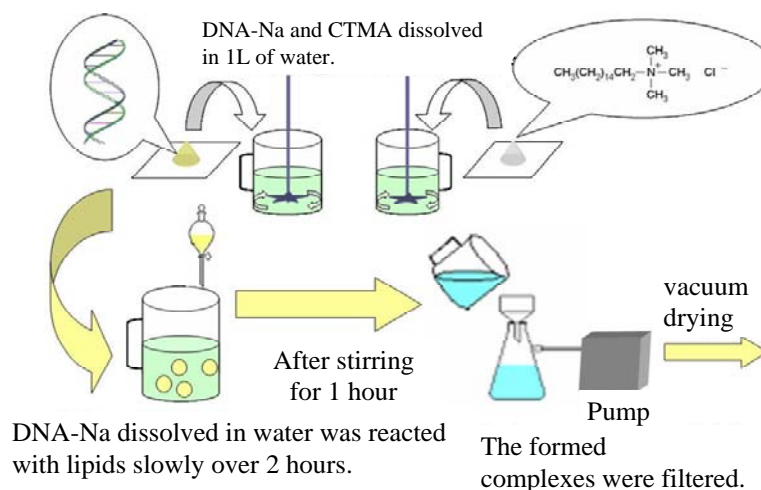 DNA-Na and CTMA dissolved
in 1L of water.
CH₃
CH₃(CH₂)₁₄CH₂—N⁺—CH₃ Cl⁻
CH₃
After stirring
for 1 hour
vacuum
drying
Pump
DNA-Na dissolved in water was reacted
with lipids slowly over 2 hours.
The formed
complexes were filtered.